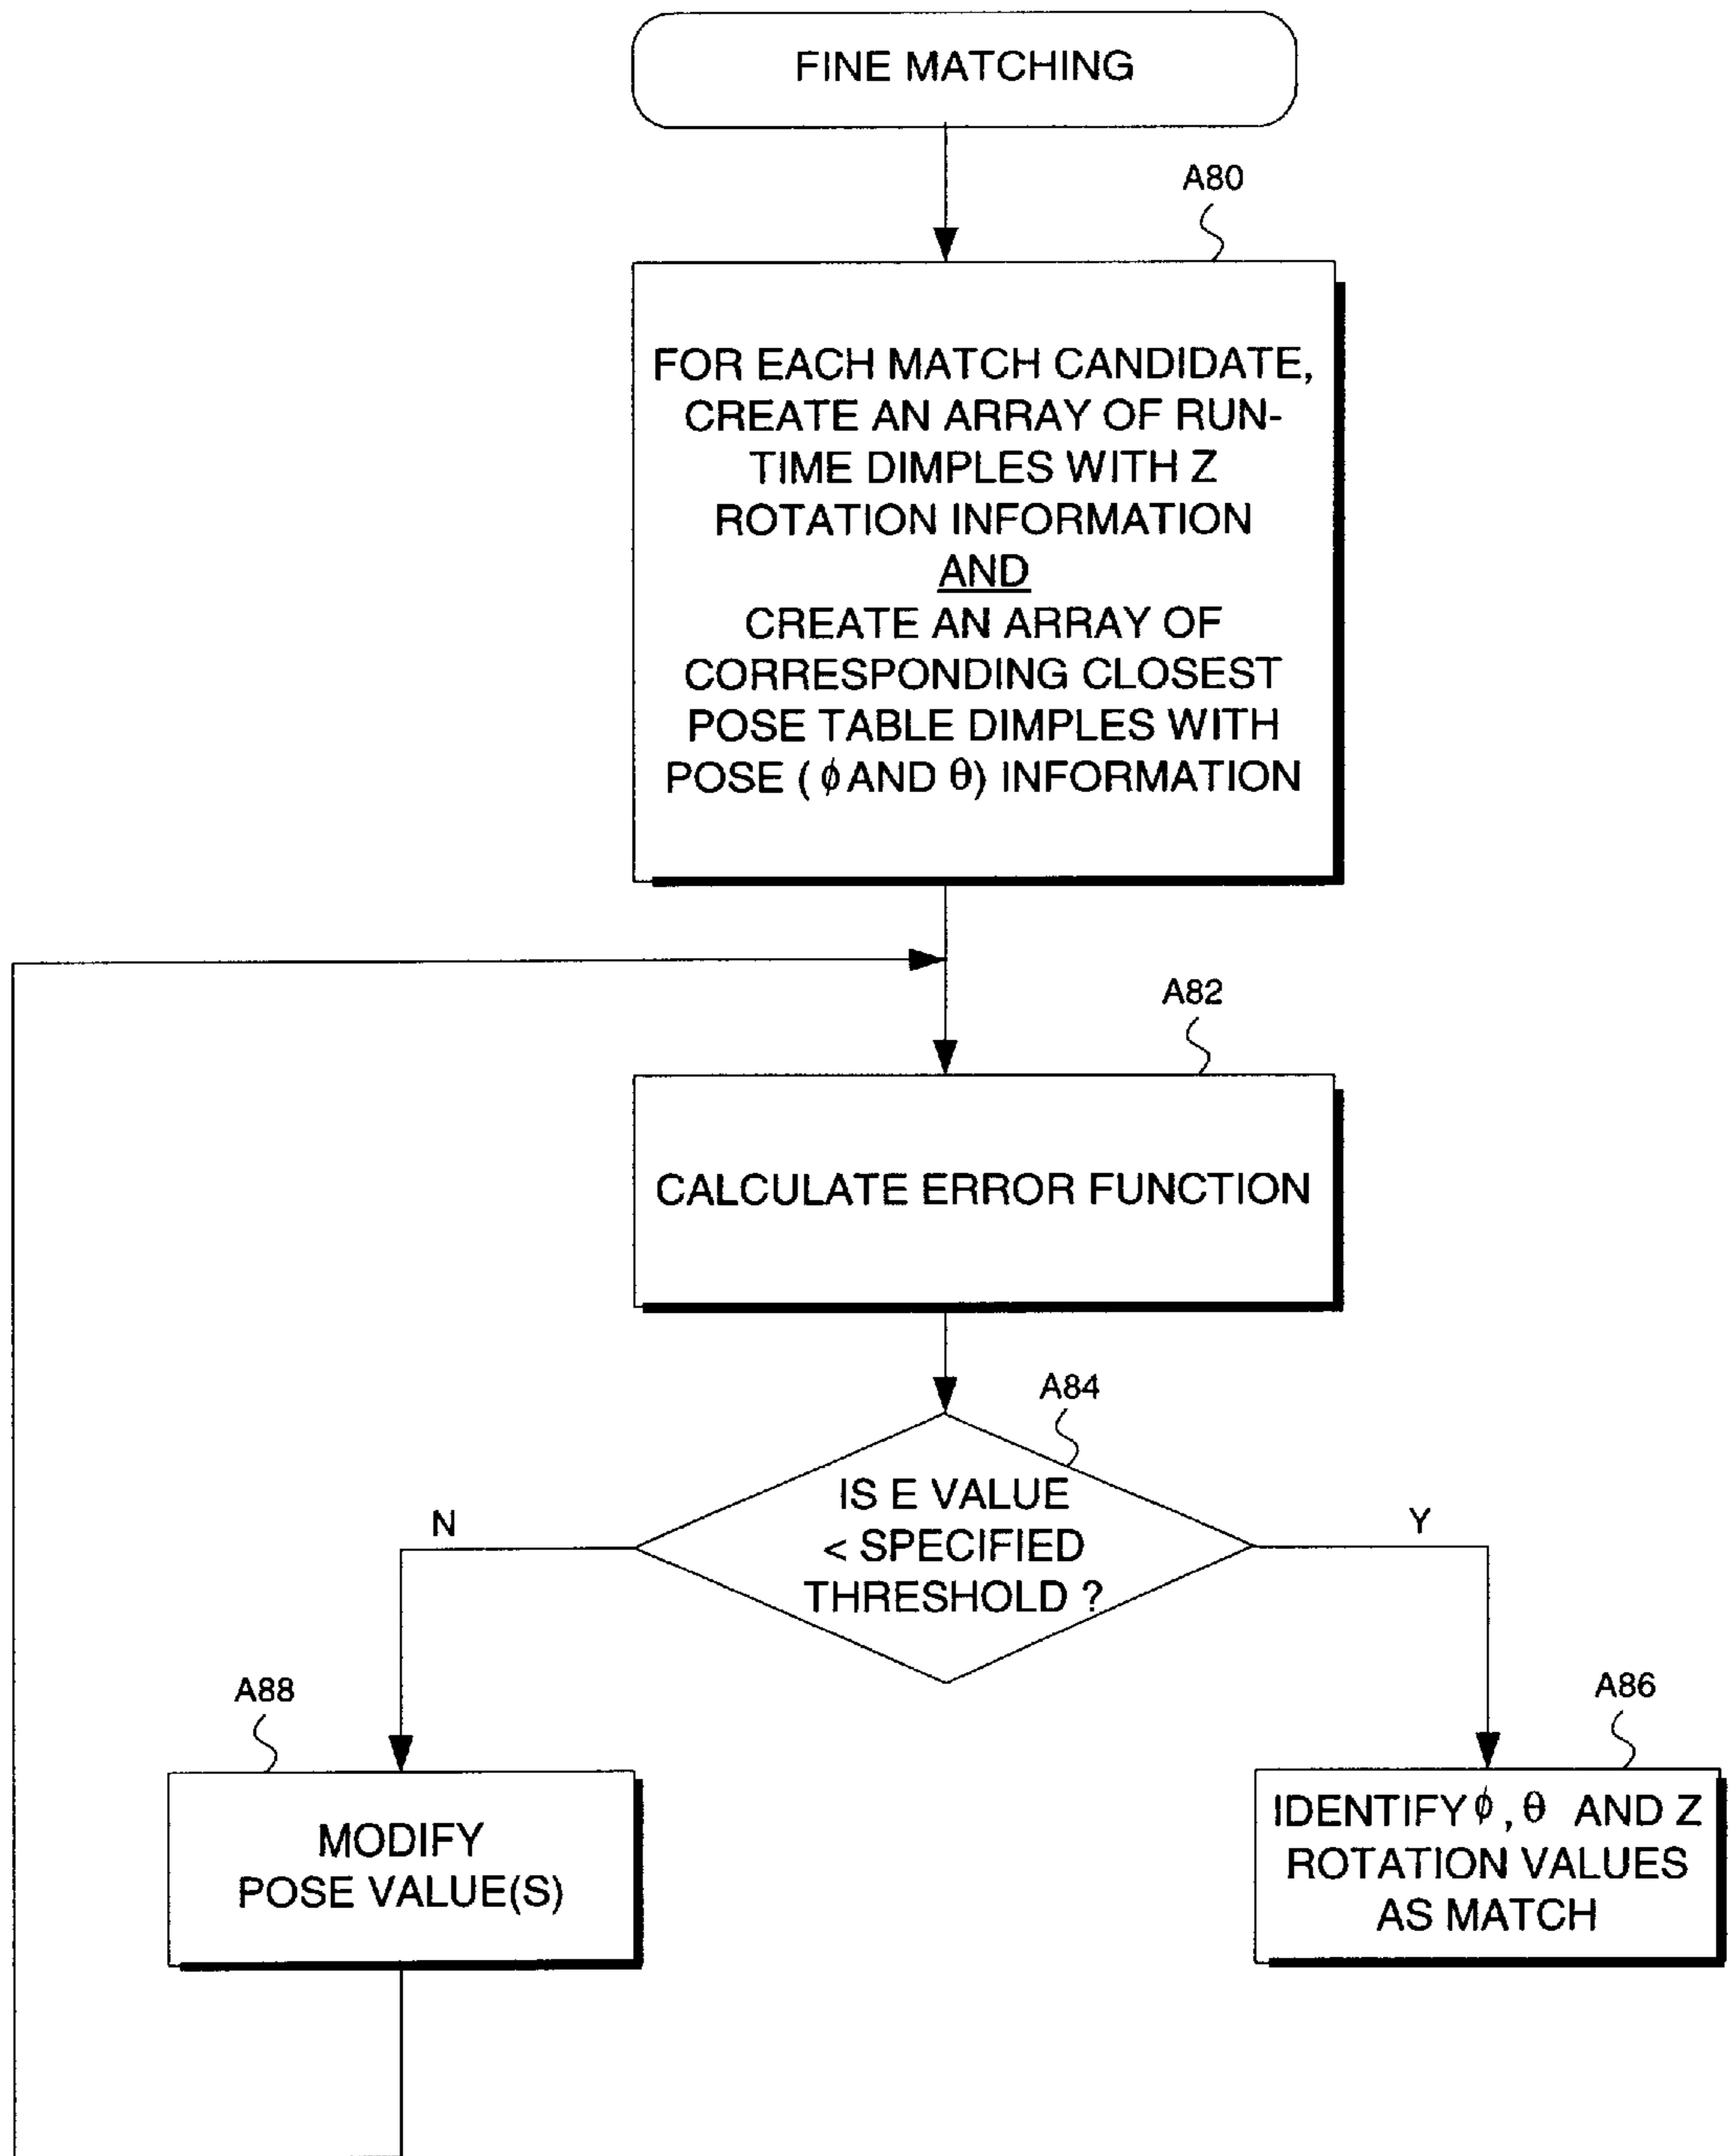 FINE MATCHING
A80
FOR EACH MATCH CANDIDATE,
CREATE AN ARRAY OF RUN-
TIME DIMPLES WITH Z
ROTATION INFORMATION
AND
CREATE AN ARRAY OF
CORRESPONDING CLOSEST
POSE TABLE DIMPLES WITH
POSE ( ϕ AND θ) INFORMATION
A82
CALCULATE ERROR FUNCTION
A84
IS E VALUE
< SPECIFIED
THRESHOLD ?
N
Y
A88
MODIFY
POSE VALUE(S)
A86
IDENTIFY ϕ , θ AND Z
ROTATION VALUES
AS MATCH